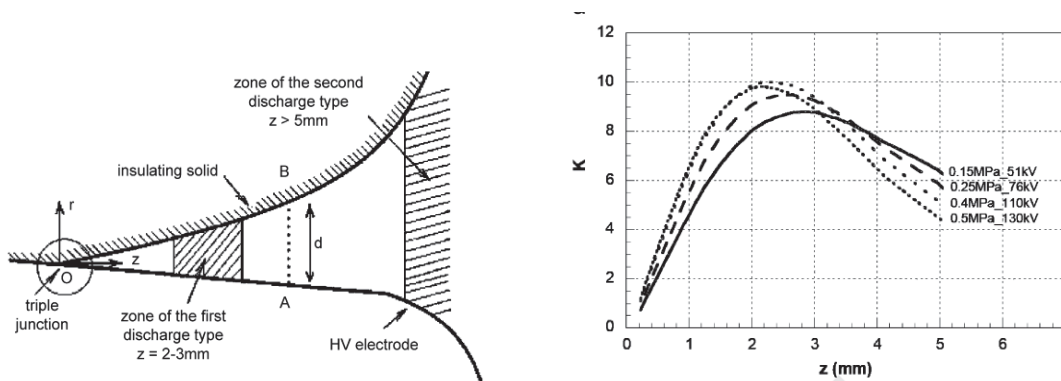 zone of the second
discharge type
z > 5mm
insulating solid
B
r
d
z
O
A
triple
junction
zone of the first
discharge type
z = 2-3mm
HV electrode
12
10
8
6
4
2
0
K
0.15MPa_51kV
0.25MPa_76kV
0.4MPa_110kV
0.5MPa_130kV
0 1 2 3 4 5 6 7
z (mm)